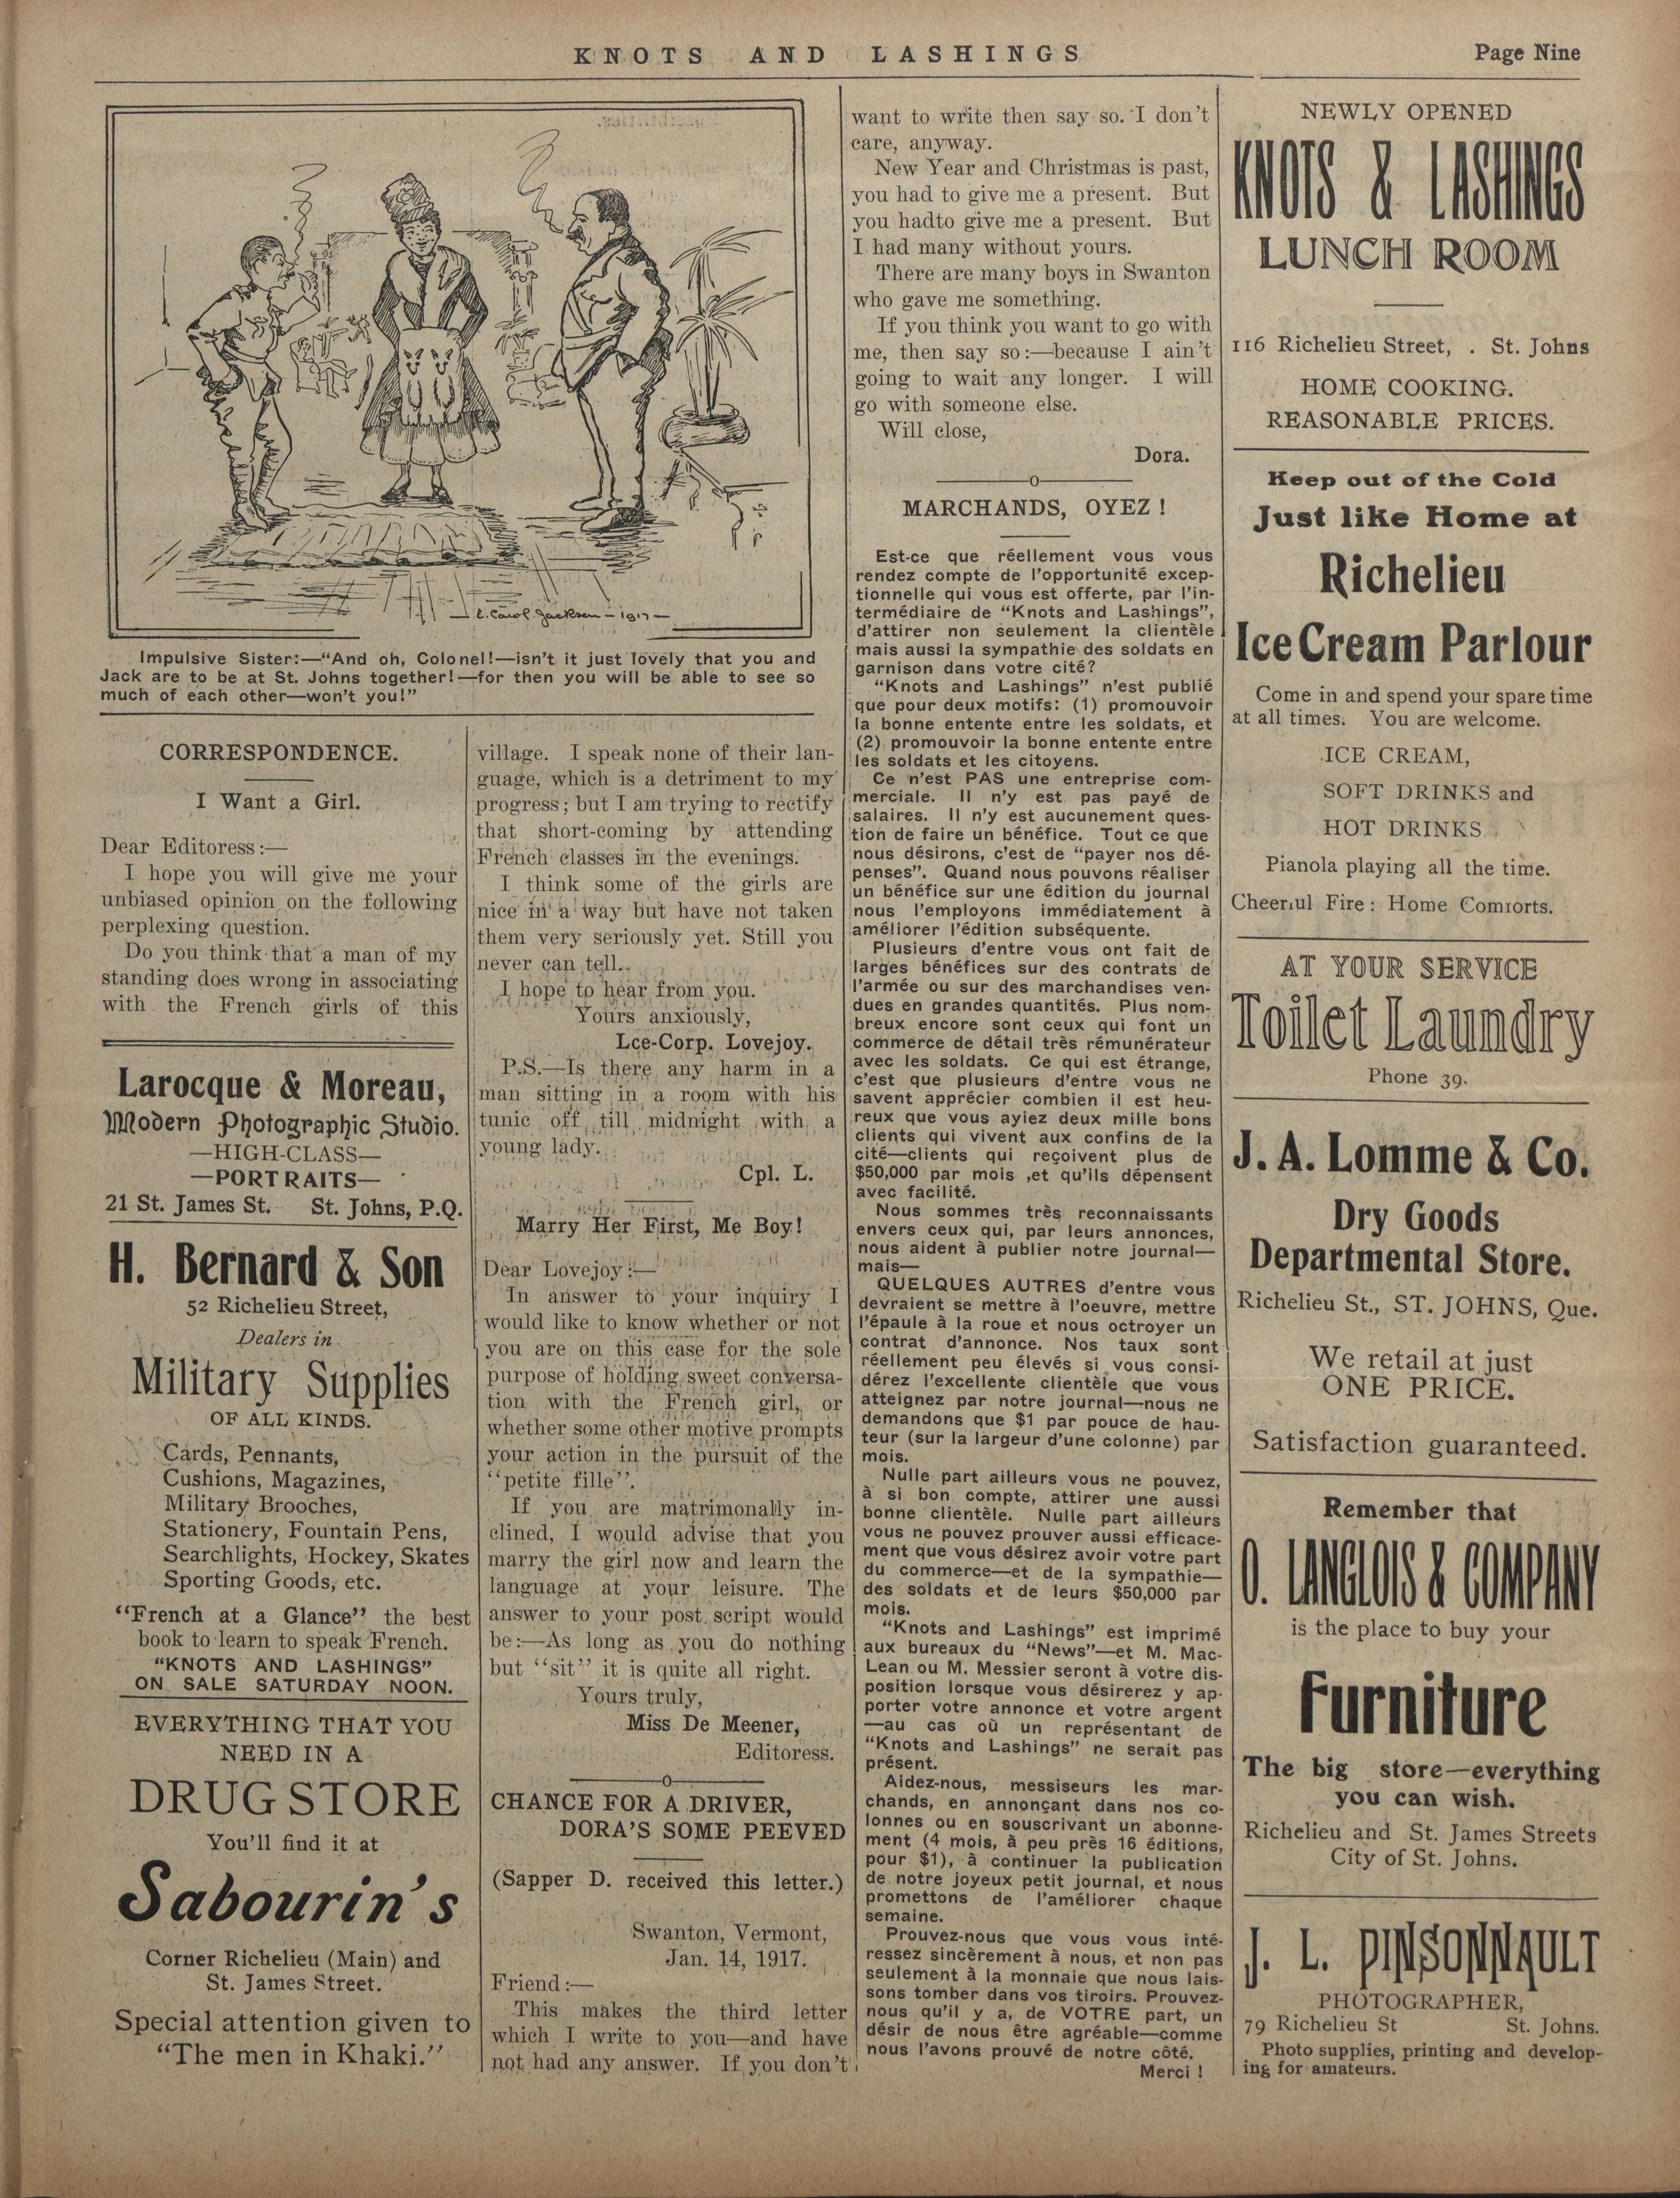 KNOTS AND LASHINGS
Page Nine
E. Carol Jackson — 1917 —
Impulsive Sister:—“And oh, Colonel!—isn't it just lovely that you and
Jack are to be at St. Johns together!—for then you will be able to see so
much of each other—won't you!”
CORRESPONDENCE.
I Want a Girl.
Dear Editoress:—
I hope you will give me your
unbiased opinion on the following
perplexing question.
Do you think that a man of my
standing does wrong in associating
with the French girls of this
Larocque & Moreau,
Modern Photographic Studio.
—HIGH-CLASS—
—PORTRAITS—
21 St. James St. St. Johns, P.Q.
H. Bernard & Son
52 Richelieu Street,
Dealers in
Military Supplies
OF ALL KINDS.
Cards, Pennants,
Cushions, Magazines,
Military Brooches,
Stationery, Fountain Pens,
Searchlights, Hockey, Skates
Sporting Goods, etc.
“French at a Glance” the best
book to learn to speak French.
“KNOTS AND LASHINGS”
ON SALE SATURDAY NOON.
EVERYTHING THAT YOU
NEED IN A
DRUG STORE
You'll find it at
Sabourin's
Corner Richelieu (Main) and
St. James Street.
Special attention given to
“The men in Khaki.”
village. I speak none of their lan-
guage, which is a detriment to my
progress; but I am trying to rectify
that short-coming by attending
French classes in the evenings.
I think some of the girls are
nice in a way but have not taken
them very seriously yet. Still you
never can tell.
I hope to hear from you.
Yours anxiously,
Lce-Corp. Lovejoy.
P.S.—Is there any harm in a
man sitting in a room with his
tunic off till midnight with a
young lady.
Cpl. L.
Marry Her First, Me Boy!
Dear Lovejoy:—
In answer to your inquiry I
would like to know whether or not
you are on this case for the sole
purpose of holding sweet conversa-
tion with the French girl, or
whether some other motive prompts
your action in the pursuit of the
“petite fille”.
If you are matrimonally in-
clined, I would advise that you
marry the girl now and learn the
language at your leisure. The
answer to your post script would
be:—As long as you do nothing
but “sit” it is quite all right.
Yours truly,
Miss De Meener,
Editoress.
CHANCE FOR A DRIVER,
DORA'S SOME PEEVED
(Sapper D. received this letter.)
Swanton, Vermont,
Jan. 14, 1917.
Friend:—
This makes the third letter
which I write to you—and have
not had any answer. If you don't
want to write then say so. I don't
care, anyway.
New Year and Christmas is past,
you had to give me a present. But
you hadto give me a present. But
I had many without yours.
There are many boys in Swanton
who gave me something.
If you think you want to go with
me, then say so:—because I ain't
going to wait any longer. I will
go with someone else.
Will close,
Dora.
MARCHANDS, OYEZ !
Est-ce que réellement vous vous
rendez compte de l'opportunité excep-
tionnelle qui vous est offerte, par l'in-
termédiaire de “Knots and Lashings”,
d'attirer non seulement la clientèle
mais aussi la sympathie des soldats en
garnison dans votre cité?
“Knots and Lashings” n'est publié
que pour deux motifs: (1) promouvoir
la bonne entente entre les soldats, et
(2) promouvoir la bonne entente entre
les soldats et les citoyens.
Ce n'est PAS une entreprise com-
merciale. Il n'y est pas payé de
salaires. Il n'y est aucunement ques-
tion de faire un bénéfice. Tout ce que
nous désirons, c'est de “payer nos dé-
penses”. Quand nous pouvons réaliser
un bénéfice sur une édition du journal
nous l'employons immédiatement à
améliorer l'édition subséquente.
Plusieurs d'entre vous ont fait de
larges bénéfices sur des contrats de
l'armée ou sur des marchandises ven-
dues en grandes quantités. Plus nom-
breux encore sont ceux qui font un
commerce de détail très rémunérateur
avec les soldats. Ce qui est étrange,
c'est que plusieurs d'entre vous ne
savent apprécier combien il est heu-
reux que vous ayiez deux mille bons
clients qui vivent aux confins de la
cité—clients qui reçoivent plus de
$50,000 par mois ,et qu'ils dépensent
avec facilité.
Nous sommes très reconnaissants
envers ceux qui, par leurs annonces,
nous aident à publier notre journal—
mais—
QUELQUES AUTRES d'entre vous
devraient se mettre à l'oeuvre, mettre
l'épaule à la roue et nous octroyer un
contrat d'annonce. Nos taux sont
réellement peu élevés si vous consi-
dérez l'excellente clientèle que vous
atteignez par notre journal—nous ne
demandons que $1 par pouce de hau-
teur (sur la largeur d'une colonne) par
mois.
Nulle part ailleurs vous ne pouvez,
à si bon compte, attirer une aussi
bonne clientèle. Nulle part ailleurs
vous ne pouvez prouver aussi efficace-
ment que vous désirez avoir votre part
du commerce—et de la sympathie—
des soldats et de leurs $50,000 par
mois.
“Knots and Lashings” est imprimé
aux bureaux du “News”—et M. Mac-
Lean ou M. Messier seront à votre dis-
position lorsque vous désirerez y ap-
porter votre annonce et votre argent
—au cas où un représentant de
“Knots and Lashings” ne serait pas
présent.
Aidez-nous, messiseurs les mar-
chands, en annonçant dans nos co-
lonnes ou en souscrivant un abonne-
ment (4 mois, à peu près 16 éditions,
pour $1), à continuer la publication
de notre joyeux petit journal, et nous
promettons de l'améliorer chaque
semaine.
Prouvez-nous que vous vous inté-
ressez sincèrement à nous, et non pas
seulement à la monnaie que nous lais-
sons tomber dans vos tiroirs. Prouvez-
nous qu'il y a, de VOTRE part, un
désir de nous être agréable—comme
nous l'avons prouvé de notre côté.
Merci !
NEWLY OPENED
KNOTS & LASHINGS
LUNCH ROOM
116 Richelieu Street, . St. Johns
HOME COOKING.
REASONABLE PRICES.
Keep out of the Cold
Just like Home at
Richelieu
Ice Cream Parlour
Come in and spend your spare time
at all times. You are welcome.
ICE CREAM,
SOFT DRINKS and
HOT DRINKS
Pianola playing all the time.
Cheerful Fire: Home Comforts.
AT YOUR SERVICE
Toilet Laundry
Phone 39.
J. A. Lomme & Co.
Dry Goods
Departmental Store.
Richelieu St., ST. JOHNS, Que.
We retail at just
ONE PRICE.
Satisfaction guaranteed.
Remember that
O. LANGLOIS & COMPANY
is the place to buy your
Furniture
The big store—everything
you can wish.
Richelieu and St. James Streets
City of St. Johns.
J. L. PINSONNAULT
PHOTOGRAPHER,
79 Richelieu St St. Johns.
Photo supplies, printing and develop-
ing for amateurs.